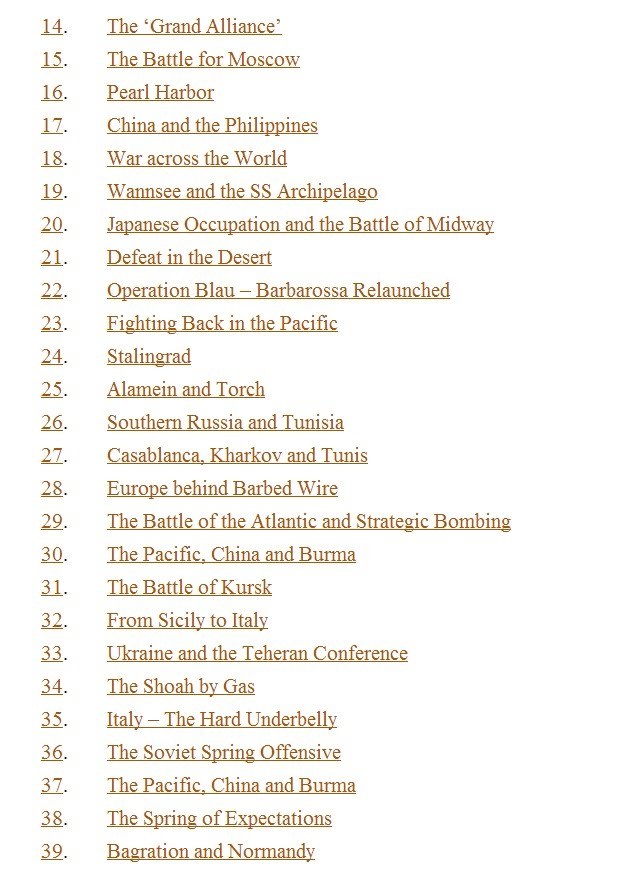 14. The ‘Grand Alliance’
15. The Battle for Moscow
16. Pearl Harbor
17. China and the Philippines
18. War across the World
19. Wannsee and the SS Archipelago
20. Japanese Occupation and the Battle of Midway
21. Defeat in the Desert
22. Operation Blau – Barbarossa Relaunched
23. Fighting Back in the Pacific
24. Stalingrad
25. Alamein and Torch
26. Southern Russia and Tunisia
27. Casablanca, Kharkov and Tunis
28. Europe behind Barbed Wire
29. The Battle of the Atlantic and Strategic Bombing
30. The Pacific, China and Burma
31. The Battle of Kursk
32. From Sicily to Italy
33. Ukraine and the Teheran Conference
34. The Shoah by Gas
35. Italy – The Hard Underbelly
36. The Soviet Spring Offensive
37. The Pacific, China and Burma
38. The Spring of Expectations
39. Bagration and Normandy